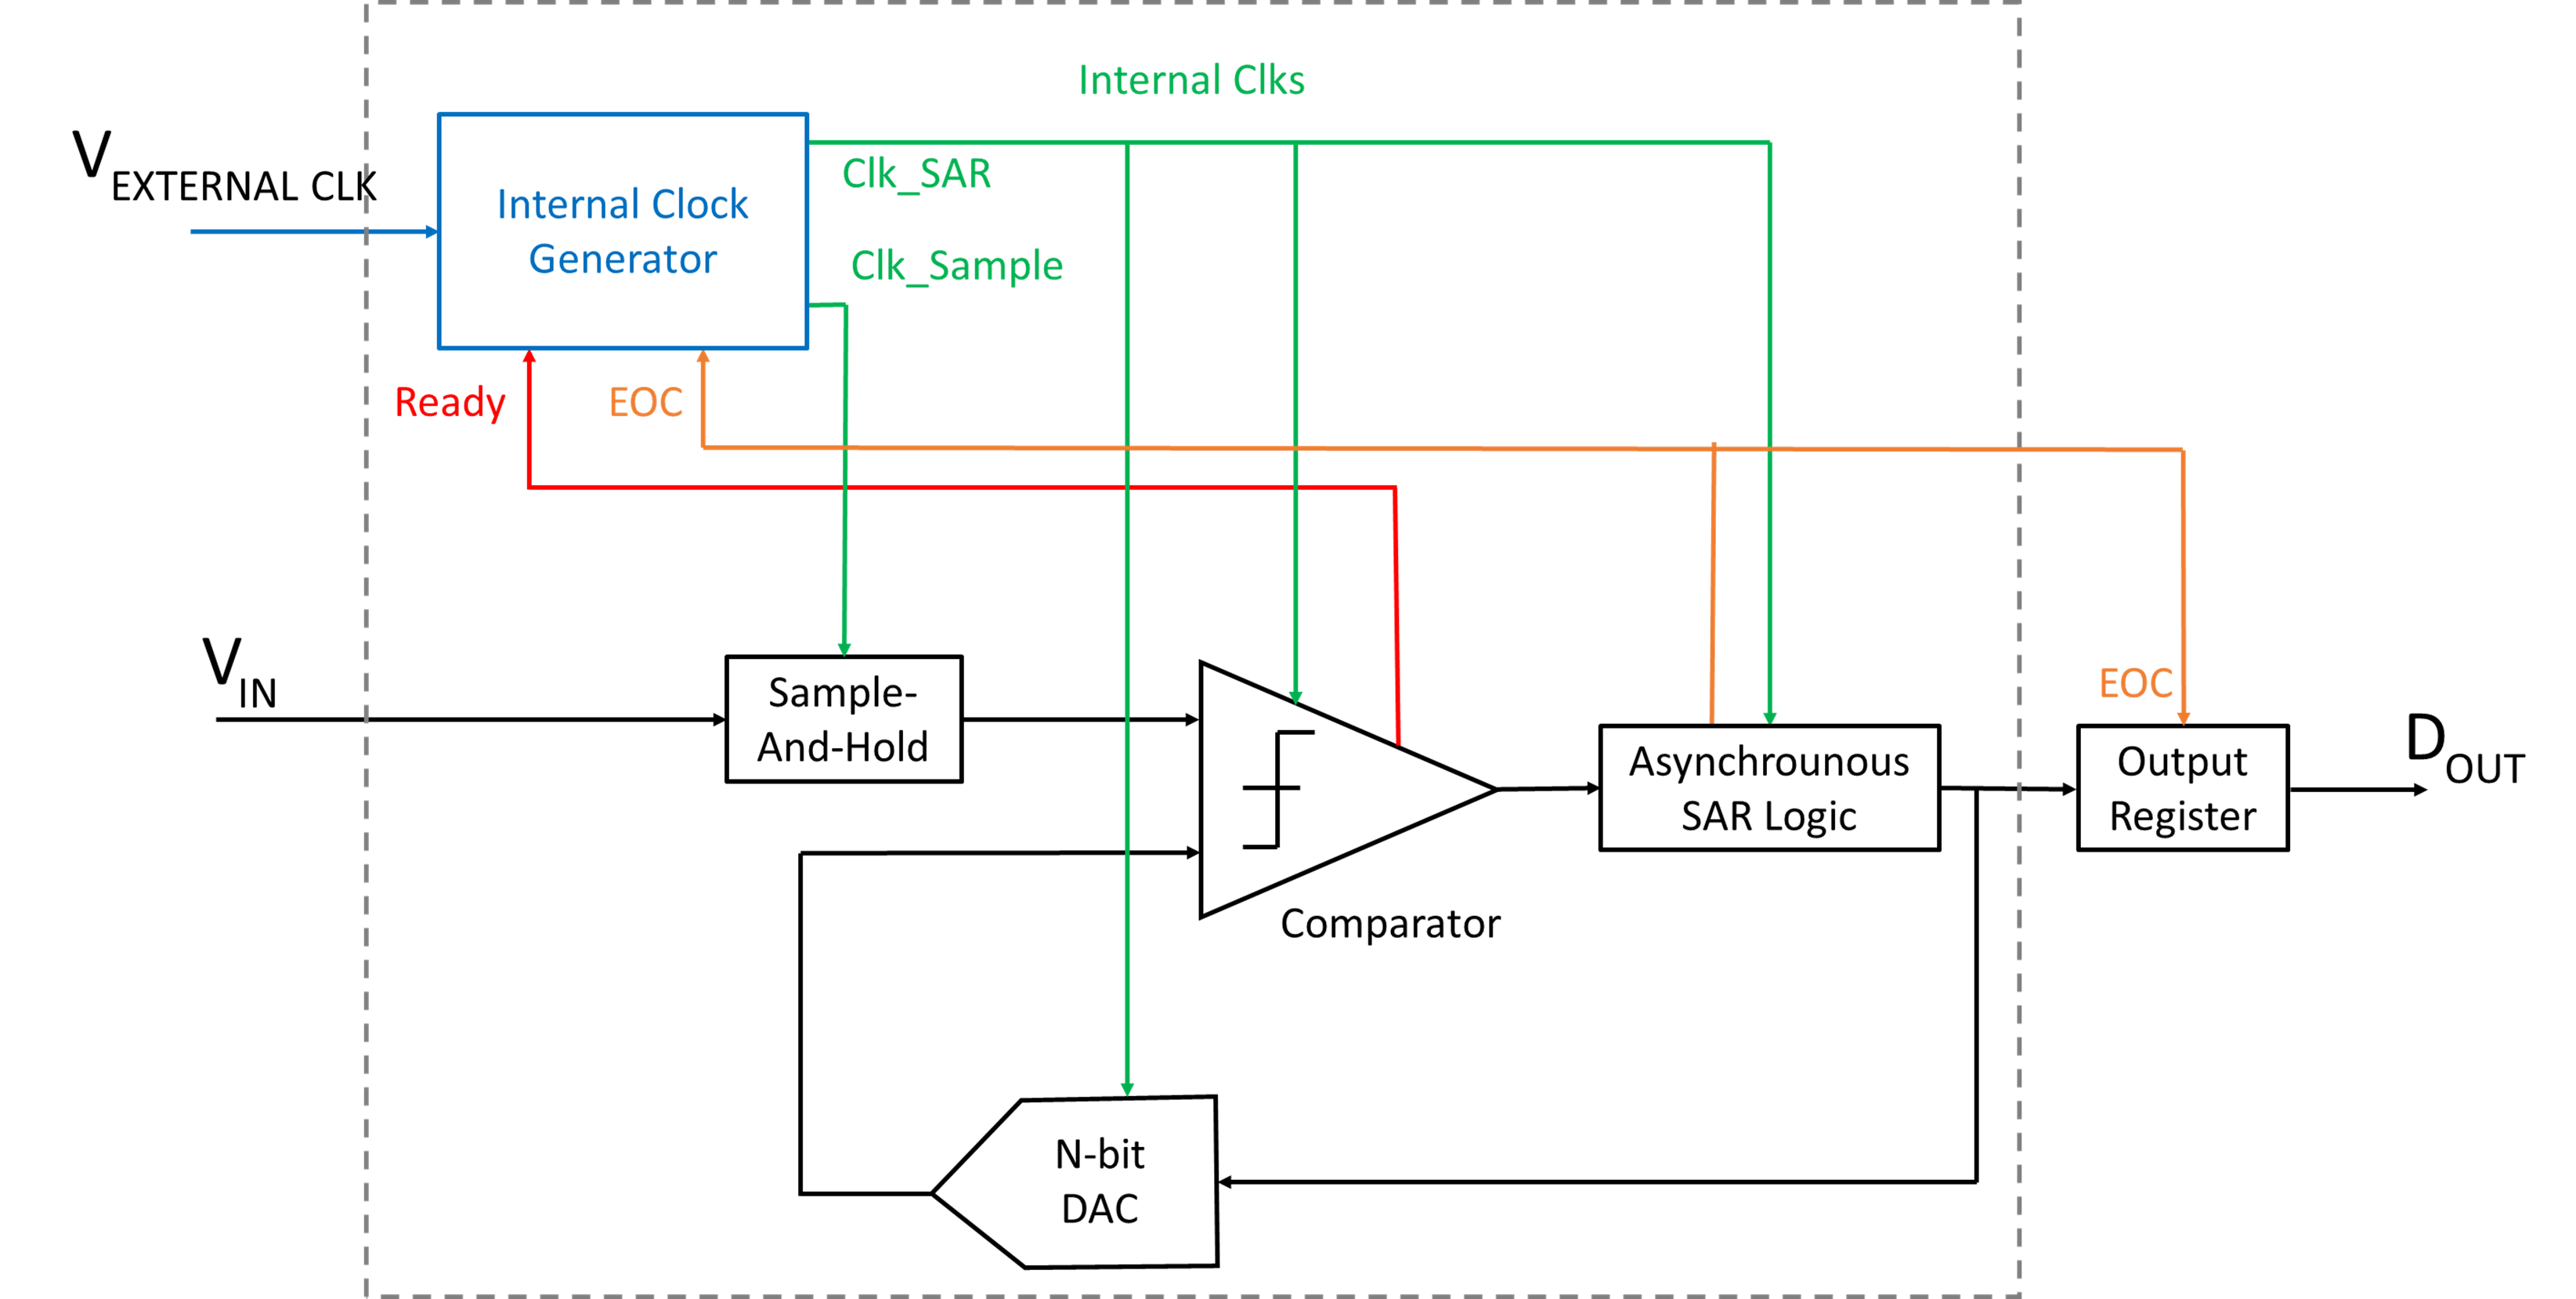 Internal Clks
V EXTERNAL CLK
Internal Clock
Generator
Clk_SAR
Clk_Sample
Ready
EOC
V IN
Sample-
And-Hold
Comparator
Asynchrounous
SAR Logic
EOC
Output
Register
D OUT
N-bit
DAC